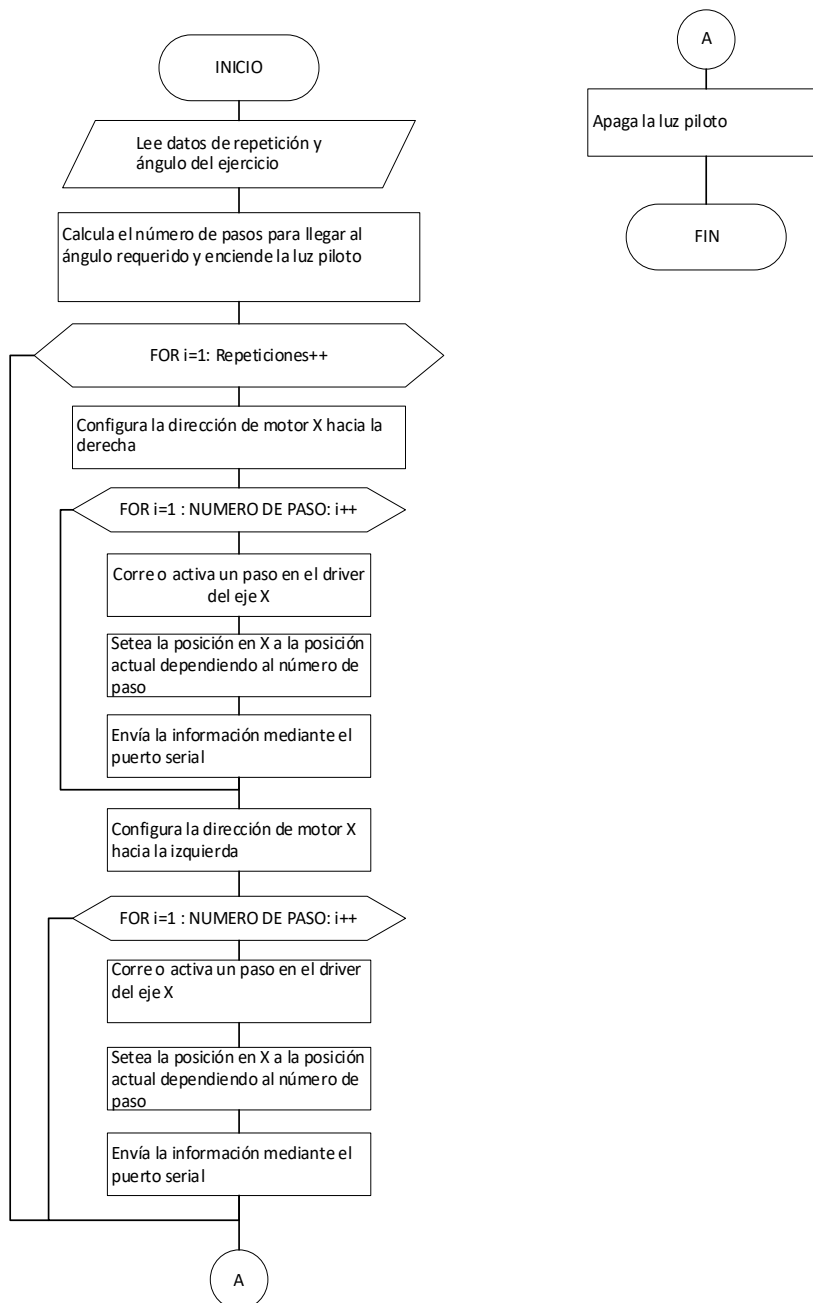 INICIO
Lee datos de repetición y
ángulo del ejercicio
Calcula el número de pasos para llegar al
ángulo requerido y enciende la luz piloto
FOR i=1: Repeticiones++
Configura la dirección de motor X hacia la
derecha
FOR i=1 : NUMERO DE PASO: i++
Corre o activa un paso en el driver
del eje X
Setea la posición en X a la posición
actual dependiendo al número de
paso
Envía la información mediante el
puerto serial
Configura la dirección de motor X
hacia la izquierda
FOR i=1 : NUMERO DE PASO: i++
Corre o activa un paso en el driver
del eje X
Setea la posición en X a la posición
actual dependiendo al número de
paso
Envía la información mediante el
puerto serial
A
A
Apaga la luz piloto
FIN